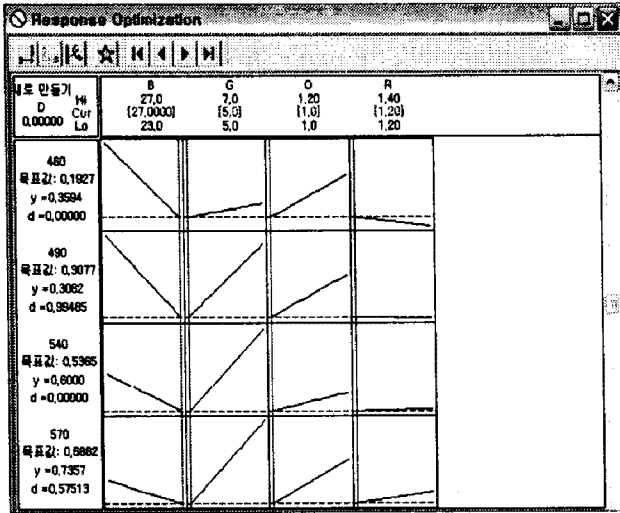 Response Optimization
새로 만들기
D
0,00000
Hi
Cur
Lo
B
27,0
[27,0000]
23,0
G
7,0
[5,0]
5,0
O
1,20
[1,0]
1,0
R
1,40
[1,20]
1,20
460
목표값: 0,1927
y =0,3594
d =0,00000
490
목표값: 0,3077
y =0,3082
d =0,99485
540
목표값: 0,5365
y =0,6000
d =0,00000
570
목표값: 0,6882
y =0,7357
d =0,57513